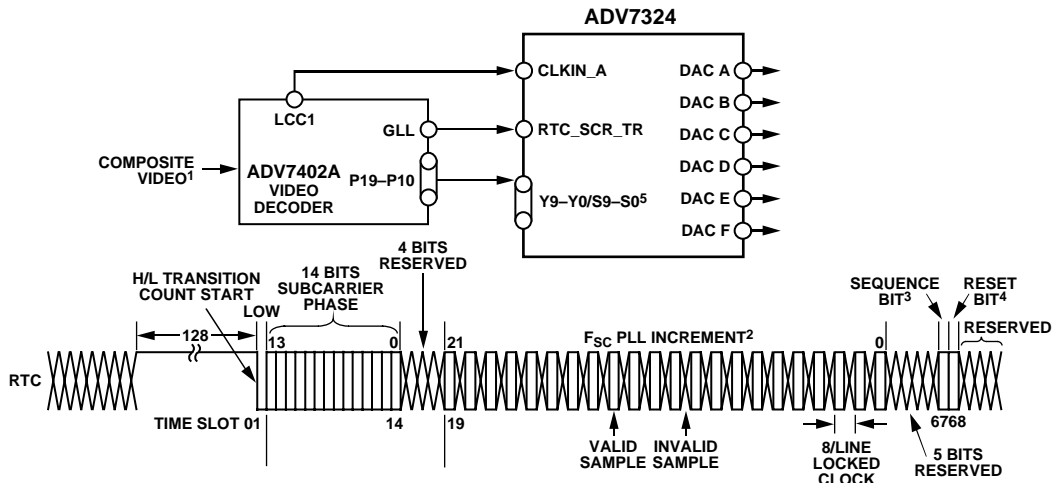 ADV7324
CLKIN_A
DAC A
DAC B
LCC1
GLL
RTC_SCR_TR
DAC C
COMPOSITE
VIDEO1
ADV7402A
VIDEO
DECODER
P19–P10
DAC D
Y9–Y0/S9–S05
DAC E
DAC F
4 BITS
RESERVED
H/L TRANSITION
COUNT START
14 BITS
SUBCARRIER
PHASE
SEQUENCE
BIT3
RESET
BIT4
LOW
128
13
0
21
FSC PLL INCREMENT2
0
RESERVED
RTC
TIME SLOT 01
14
19
VALID
SAMPLE
INVALID
SAMPLE
8/LINE
LOCKED
CLOCK
6768
5 BITS
RESERVED